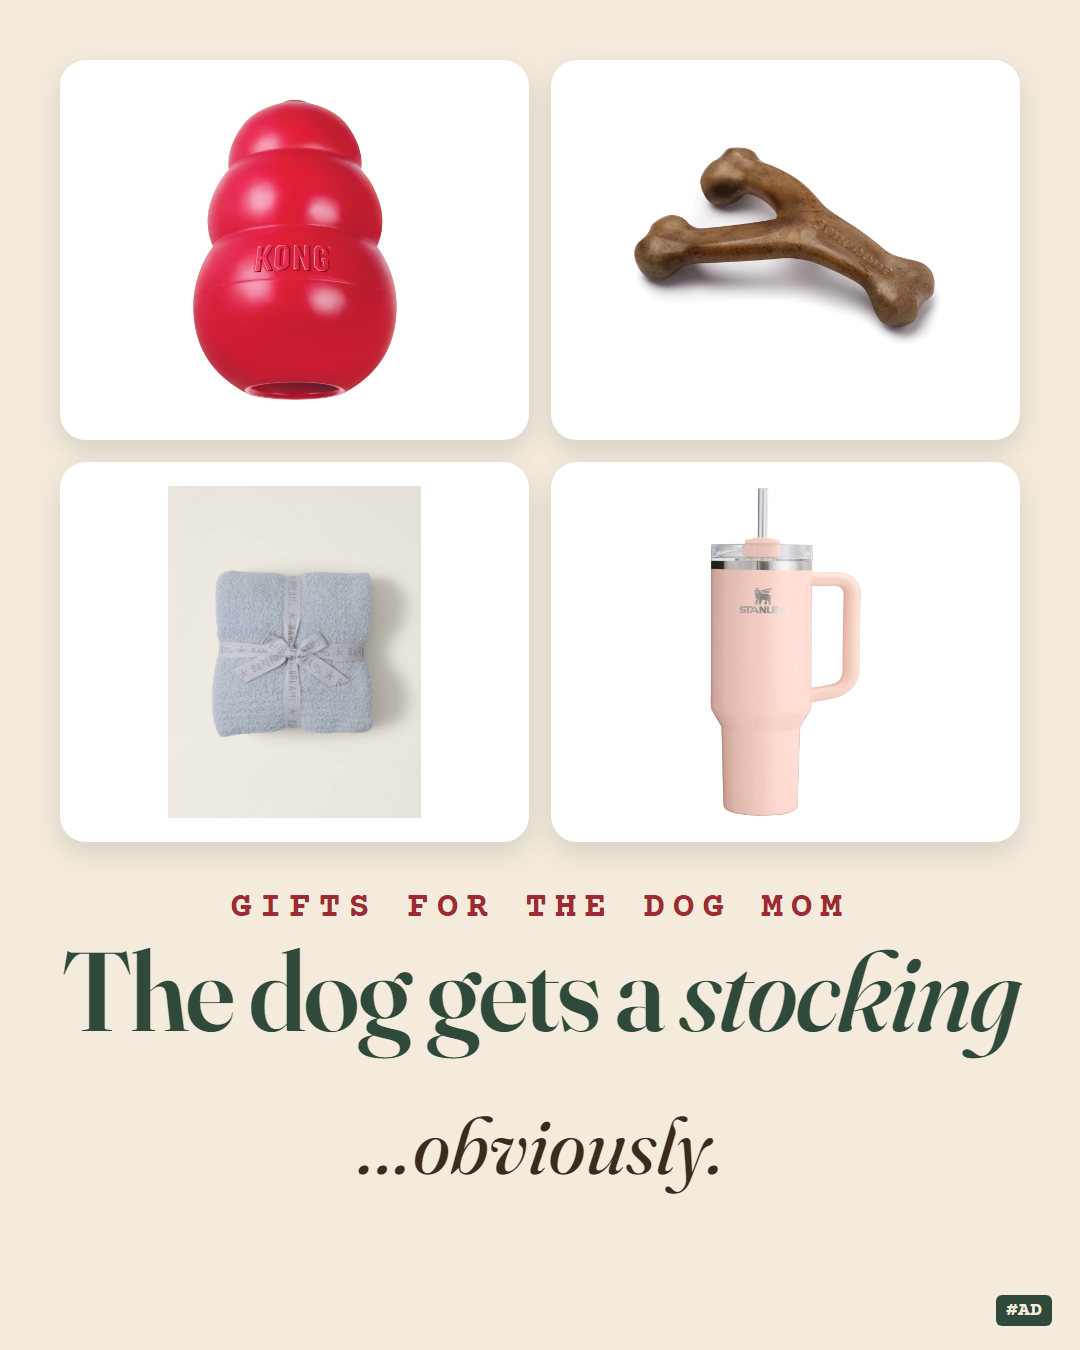 KONG
STANLEY
GIFTS FOR THE DOG MOM
The dog gets a stocking
...obviously.
#AD